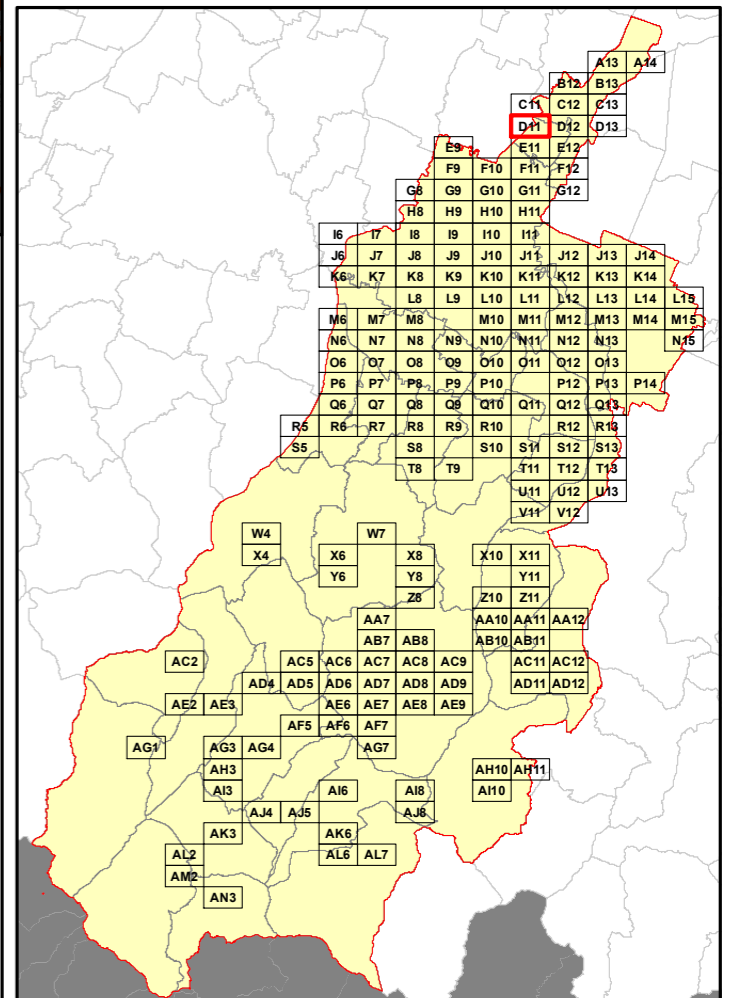 A13 A14
B12 B13
C11 C12 C13
D11 D12 D13
E9 E11 E12
F9 F10 F11 F12
G8 G9 G10 G11 G12
H8 H9 H10 H11
I6 I7 I8 I9 I10 I11
J6 J7 J8 J9 J10 J11 J12 J13 J14
K6 K7 K8 K9 K10 K11 K12 K13 K14
L8 L9 L10 L11 L12 L13 L14 L15
M6 M7 M8 M10 M11 M12 M13 M14 M15
N6 N7 N8 N9 N10 N11 N12 N13 N15
O6 O7 O8 O9 O10 O11 O12 O13
P6 P7 P8 P9 P10 P12 P13 P14
Q6 Q7 Q8 Q9 Q10 Q11 Q12 Q13
R5 R6 R7 R8 R9 R10 R12 R13
S5 S8 S10 S11 S12 S13
T8 T9 T11 T12 T13
U11 U12 U13
V11 V12
W4 W7
X4 X6 X8 X10 X11
Y6 Y8 Y11
Z8 Z10 Z11
AA7 AA10 AA11 AA12
AB7 AB8 AB10 AB11
AC2 AC5 AC6 AC7 AC8 AC9 AC11 AC12
AD4 AD5 AD6 AD7 AD8 AD9 AD11 AD12
AE2 AE3 AE6 AE7 AE8 AE9
AF5 AF6 AF7
AG1 AG3 AG4 AG7
AH3 AH10 AH11
AI3 AI6 AI8 AI10
AJ4 AJ5 AJ8
AK3 AK6
AL2 AL6 AL7
AM2
AN3